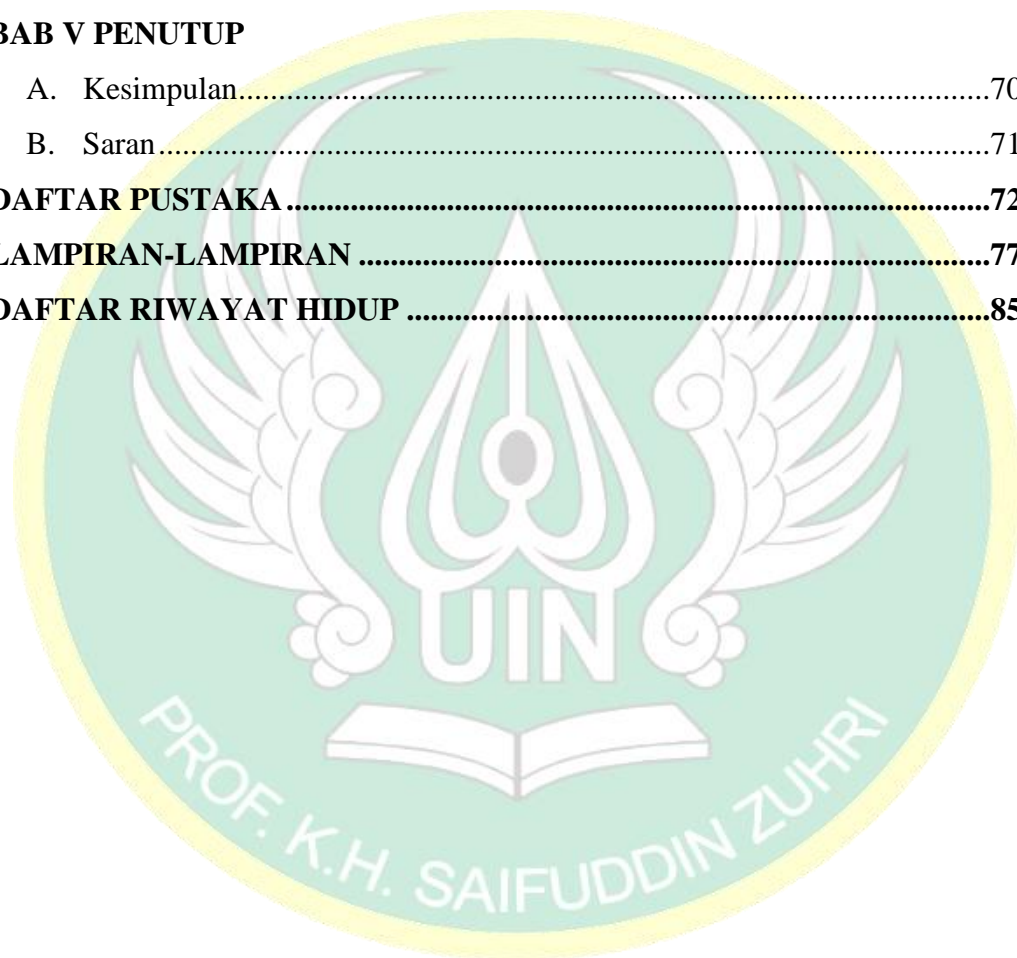 BAB V PENUTUP
A. Kesimpulan..........................................................................................70
B. Saran....................................................................................................71
DAFTAR PUSTAKA......................................................................................72
LAMPIRAN-LAMPIRAN.............................................................................77
DAFTAR RIWAYAT HIDUP.......................................................................85
UIN
PROF. K.H. SAIFUDDIN ZUHRI